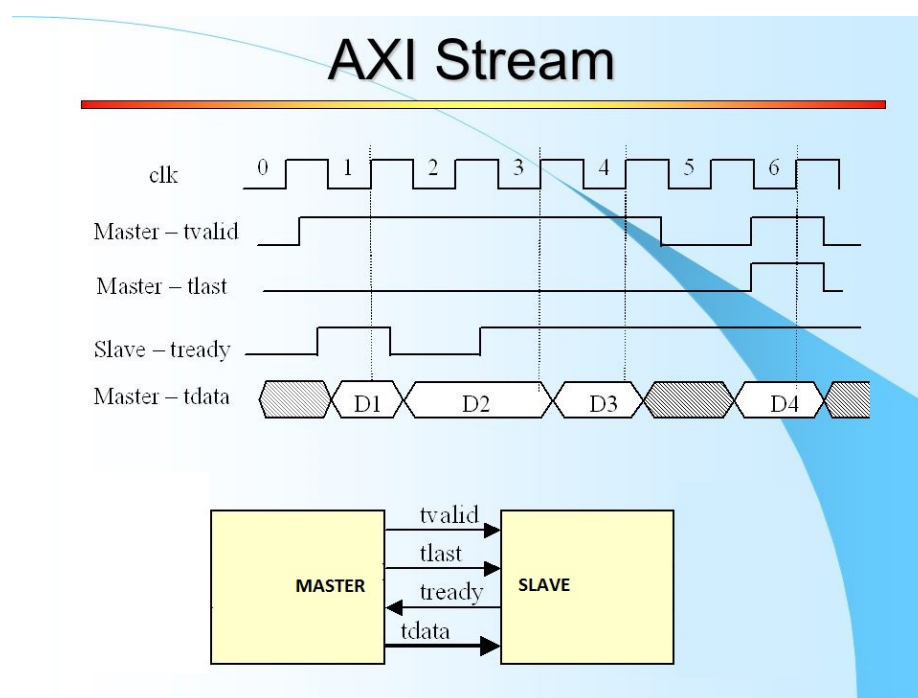 AXI Stream
clk 0 1 2 3 4 5 6
Master – tvalid
Master – tlast
Slave – tready
Master – tdata D1 D2 D3 D4
tvalid
tlast
MASTER SLAVE
tready
tdata